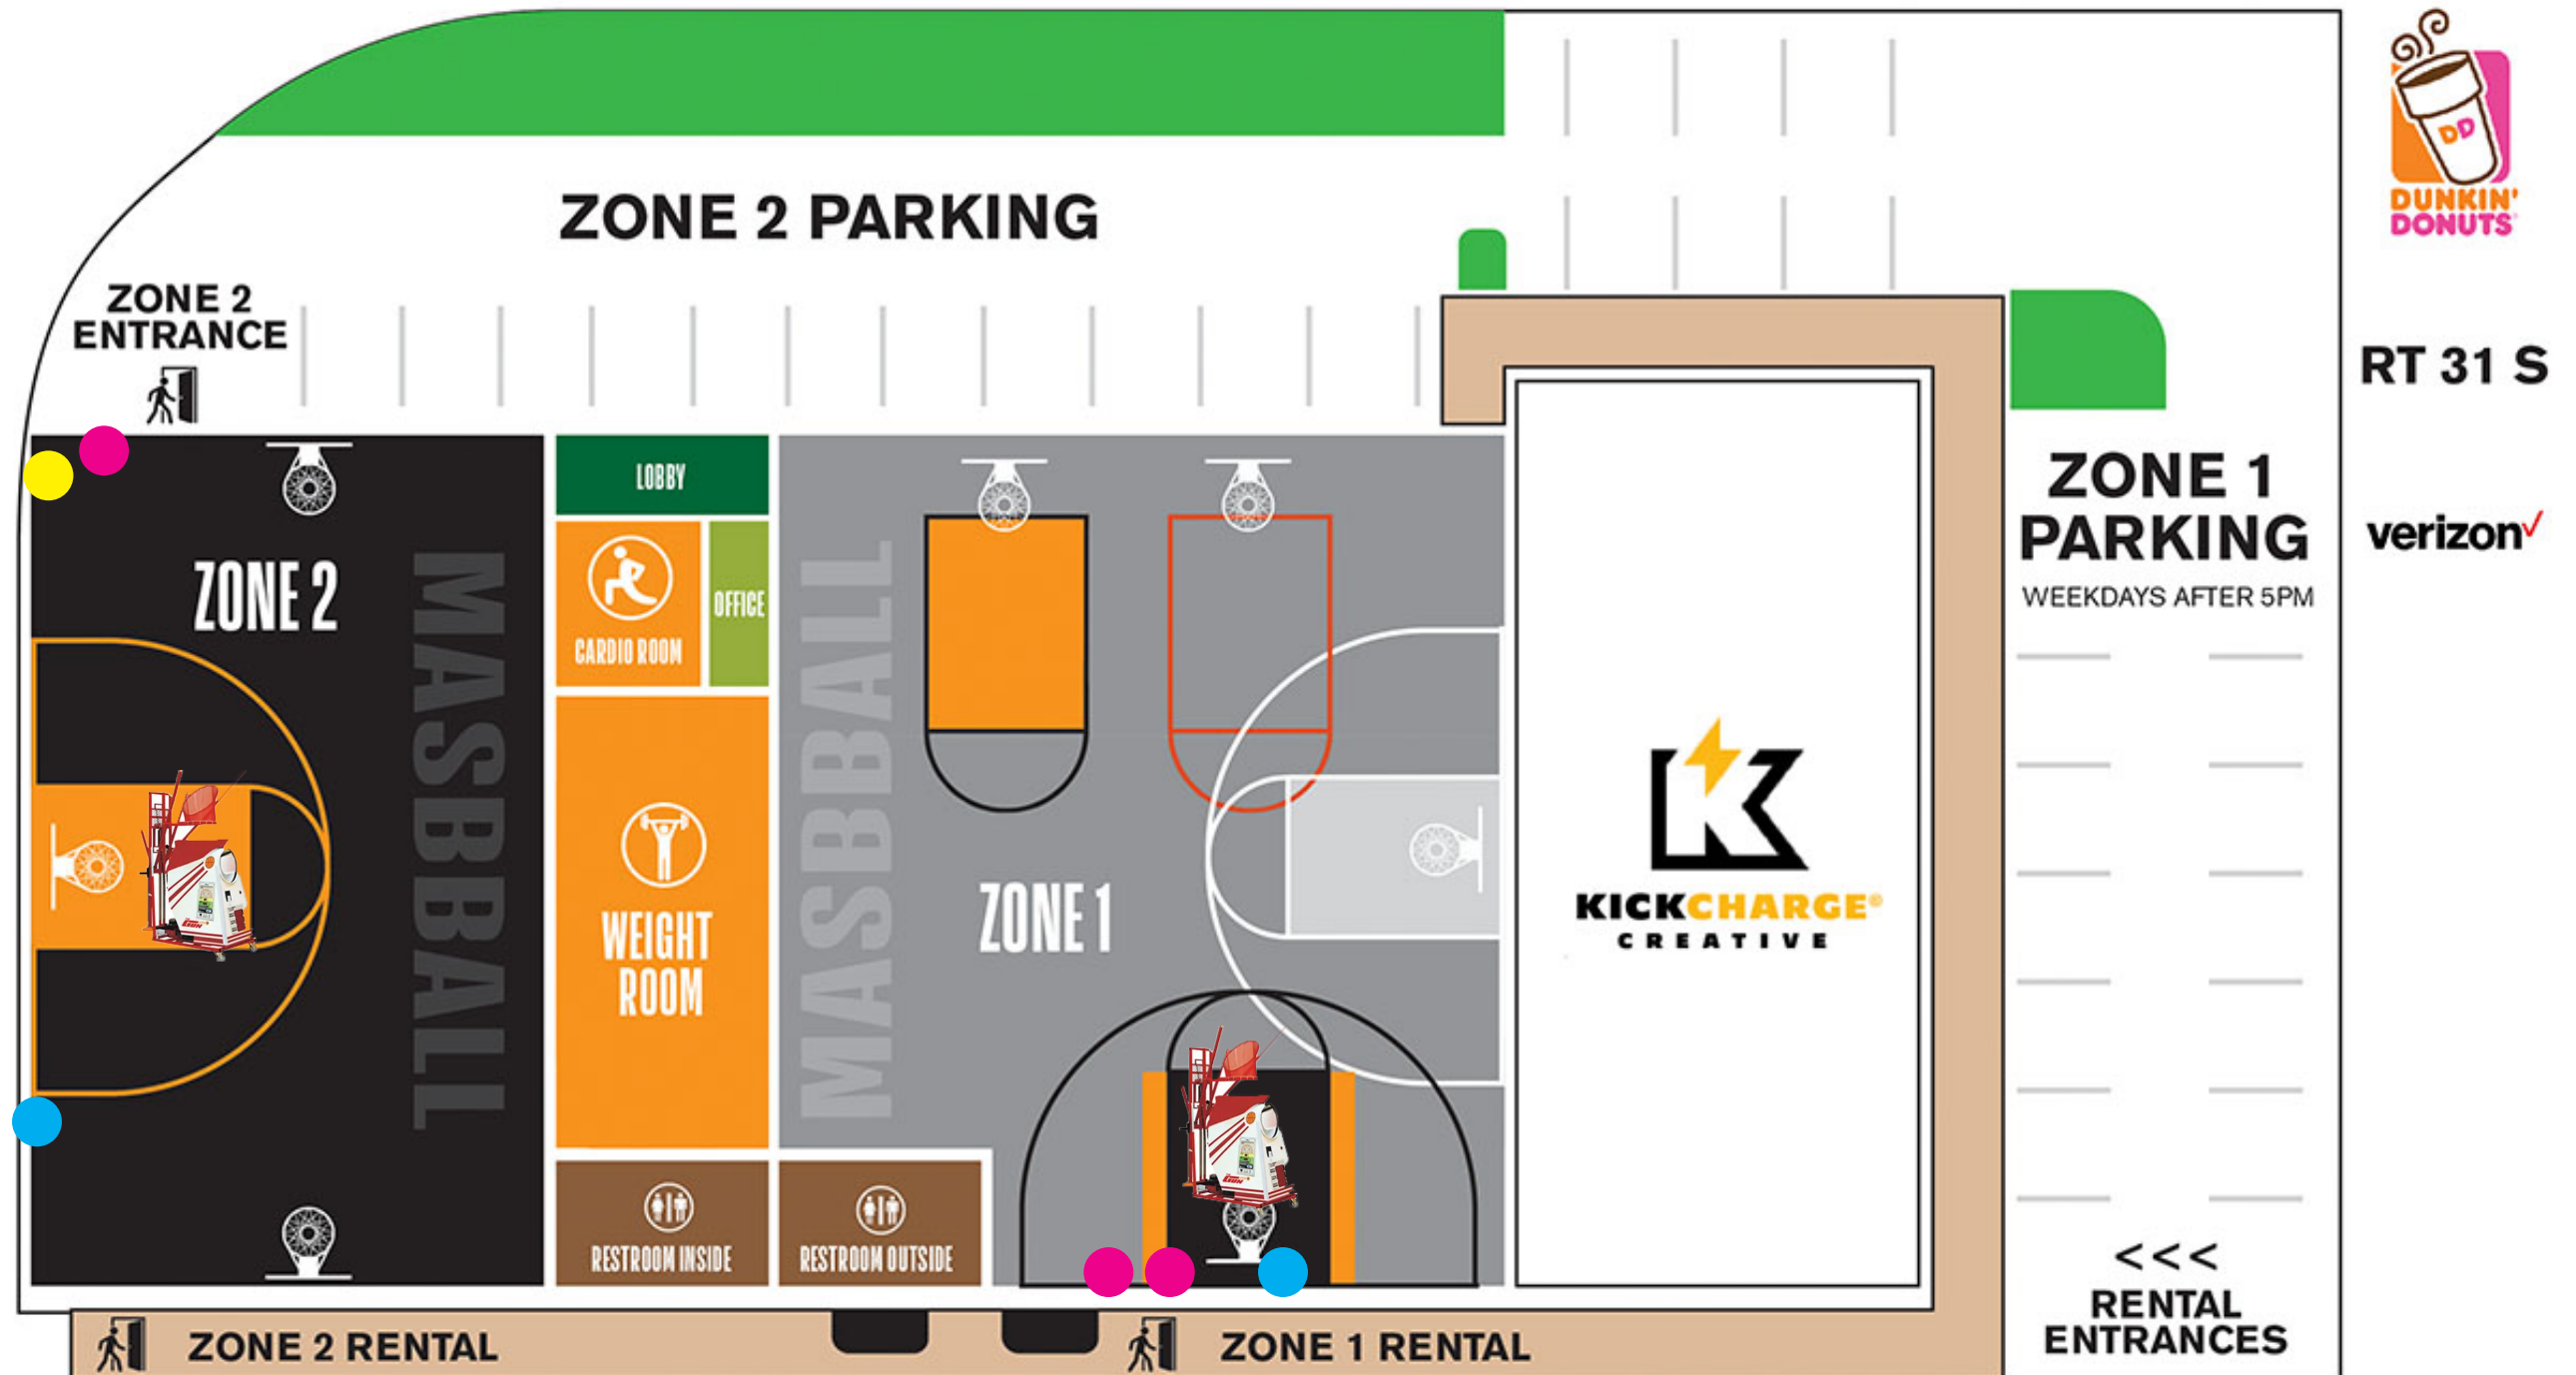 DD
DUNKIN'
DONUTS
ZONE 2 PARKING
ZONE 2
ENTRANCE
RT 31 S
LOBBY
ZONE 1
PARKING
WEEKDAYS AFTER 5PM
verizon
ZONE 2
MASBBALL
OFFICE
CARDIO ROOM
MASBBALL
WEIGHT
ROOM
ZONE 1
K
KICKCHARGE®
CREATIVE
RESTROOM INSIDE
RESTROOM OUTSIDE
<<<
RENTAL
ENTRANCES
ZONE 2 RENTAL
ZONE 1 RENTAL